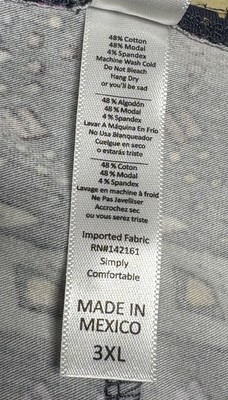 48% Cotton
48% Modal
4% Spandex
Machine Wash Cold
Do Not Bleach
Hang Dry
or you'll be sad
48% Algodón
48% Modal
4% Spandex
Lavar A Máquina En Frio
No Usa Blanqueador
Cuelgue en seco
o estarás triste
48 % Coton
48 % Modal
4 % Spandex
Lavage en machine à froid
Ne Pas Javelliser
Accrochez sec
ou vous serez triste
Imported Fabric
RN#142161
Simply
Comfortable
MADE IN
MEXICO
3XL